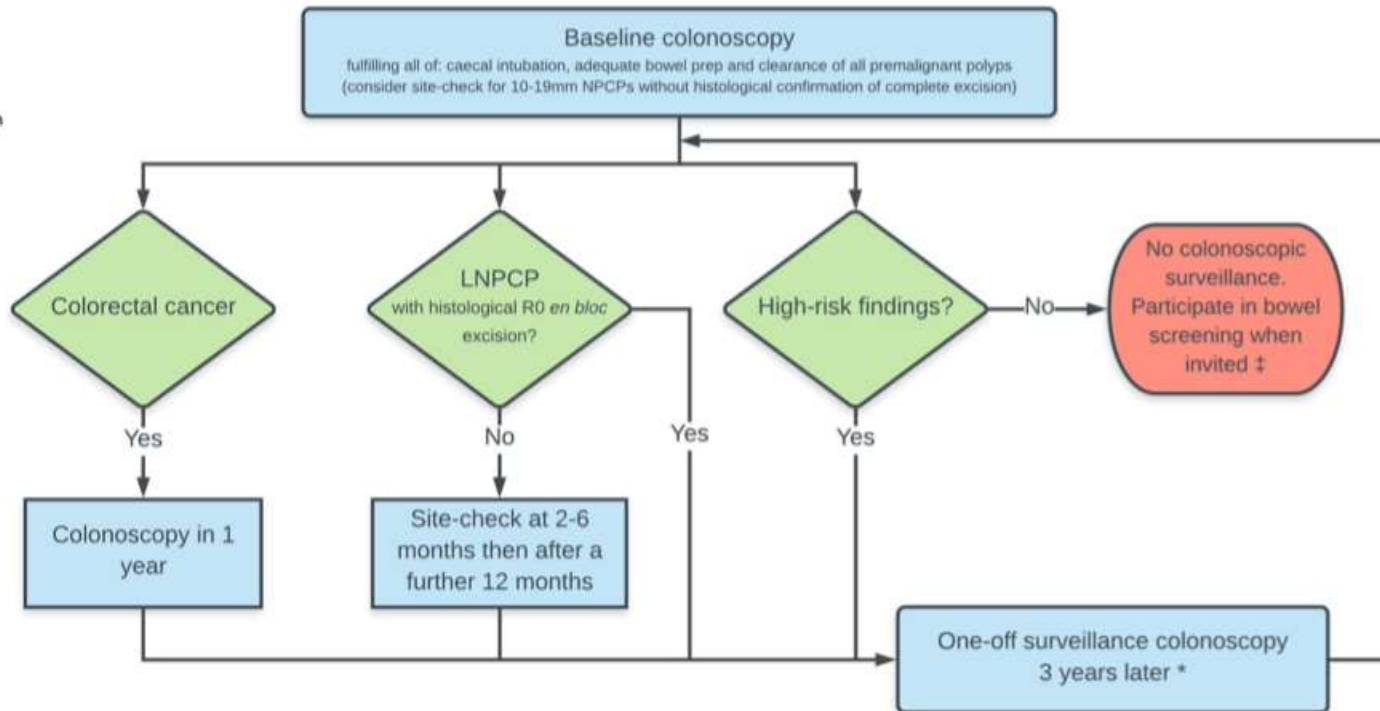 Baseline colonoscopy
fulfilling all of: caecal intubation, adequate bowel prep and clearance of all premalignant polyps
(consider site-check for 10-19mm NPCPs without histological confirmation of complete excision)
Colorectal cancer
LNPCP
with histological R0 en bloc
excision?
High-risk findings?
No
No colonoscopic
surveillance.
Participate in bowel
screening when
invited ‡
Yes
No
Yes
Yes
Colonoscopy in 1
year
Site-check at 2-6
months then after a
further 12 months
One-off surveillance colonoscopy
3 years later *